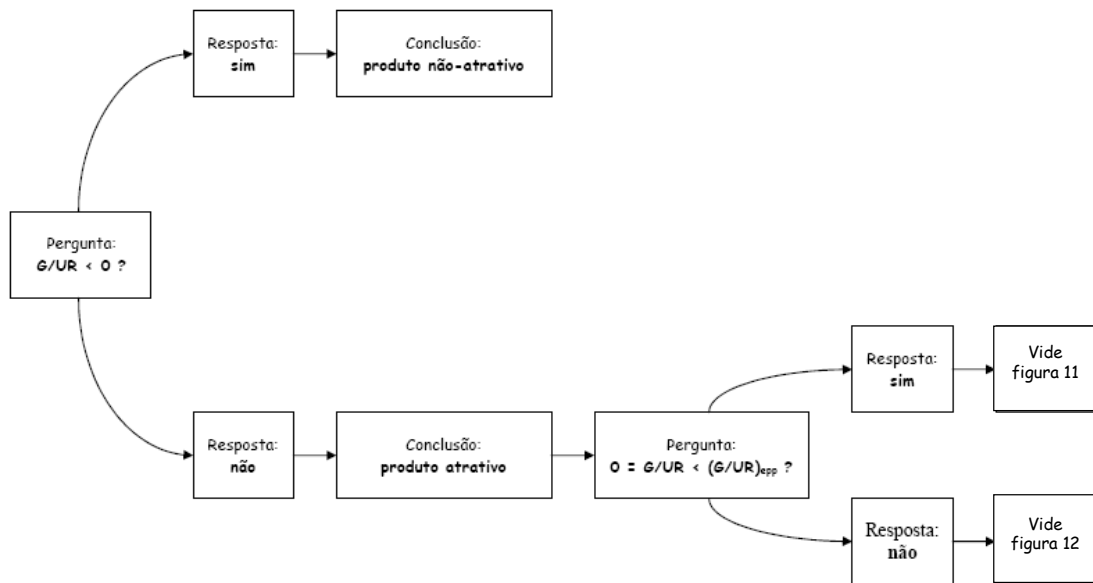 Resposta:
sim
Conclusão:
produto não-atrativo
Pergunta:
G/UR < 0 ?
Resposta:
não
Conclusão:
produto atrativo
Pergunta:
0 = G/UR < (G/UR)epp ?
Resposta:
sim
Vide
figura 11
Resposta:
não
Vide
figura 12